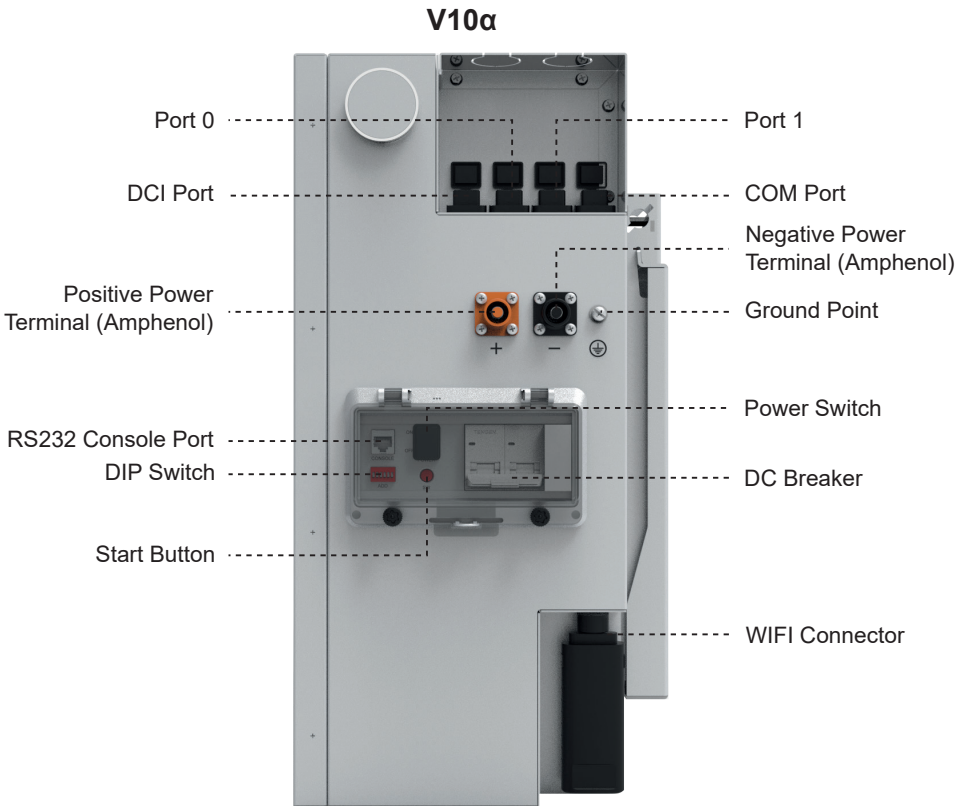 V10α
Port 0
Port 1
DCI Port
COM Port
Negative Power
Terminal (Amphenol)
Positive Power
Terminal (Amphenol)
Ground Point
+
−
Power Switch
RS232 Console Port
DIP Switch
DC Breaker
Start Button
WIFI Connector